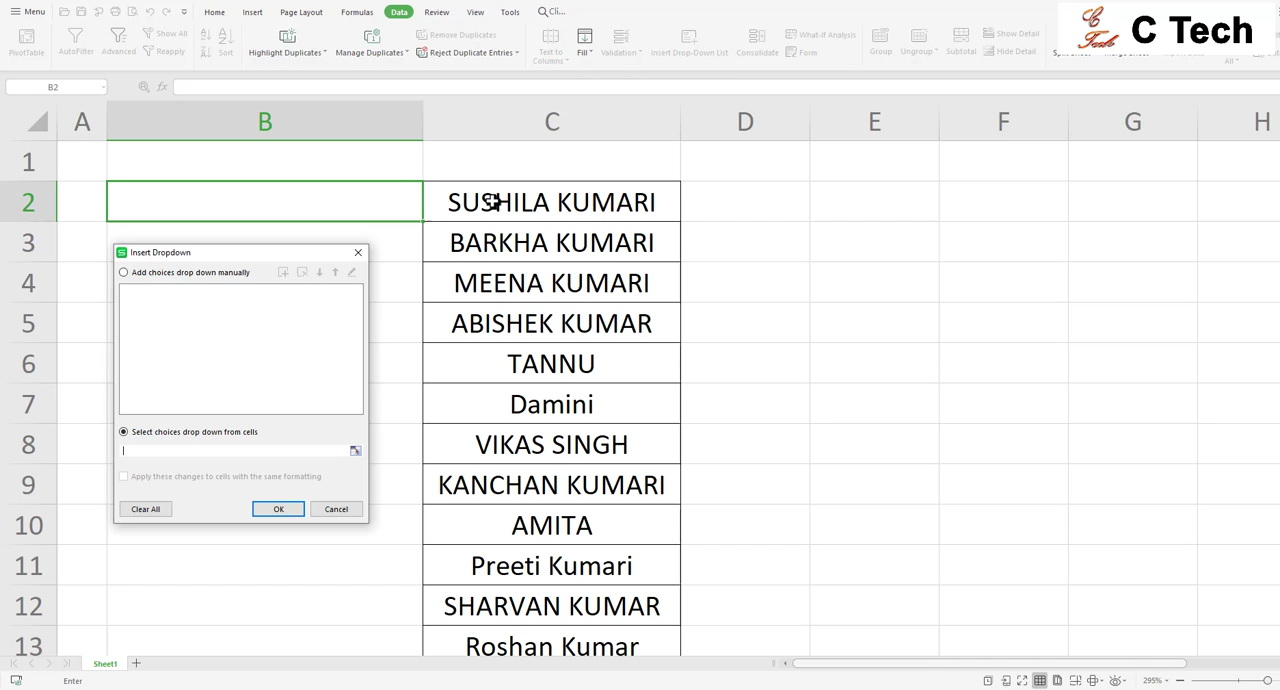 Menu Home Insert Page Layout Formulas Data Review View Tools Cli...
C Tech
C Tech
PivotTable AutoFilter Advanced Show All Reapply Sort Highlight Duplicates Manage Duplicates Remove Duplicates Reject Duplicate Entries Text to Columns Fill Validation Insert Drop-Down List Consolidate What-if Analysis Form Group Ungroup Subtotal Show Detail Hide Detail
All
B2 fx
A B C D E F G H
1
2 SUSHILA KUMARI
3 BARKHA KUMARI
4 MEENA KUMARI
5 ABISHEK KUMAR
6 TANNU
7 Damini
8 VIKAS SINGH
9 KANCHAN KUMARI
10 AMITA
11 Preeti Kumari
12 SHARVAN KUMAR
13 Roshan Kumar
Insert Dropdown
Add choices drop down manually
Select choices drop down from cells
Apply these changes to cells with the same formatting
Clear All OK Cancel
Sheet1
Enter 295%